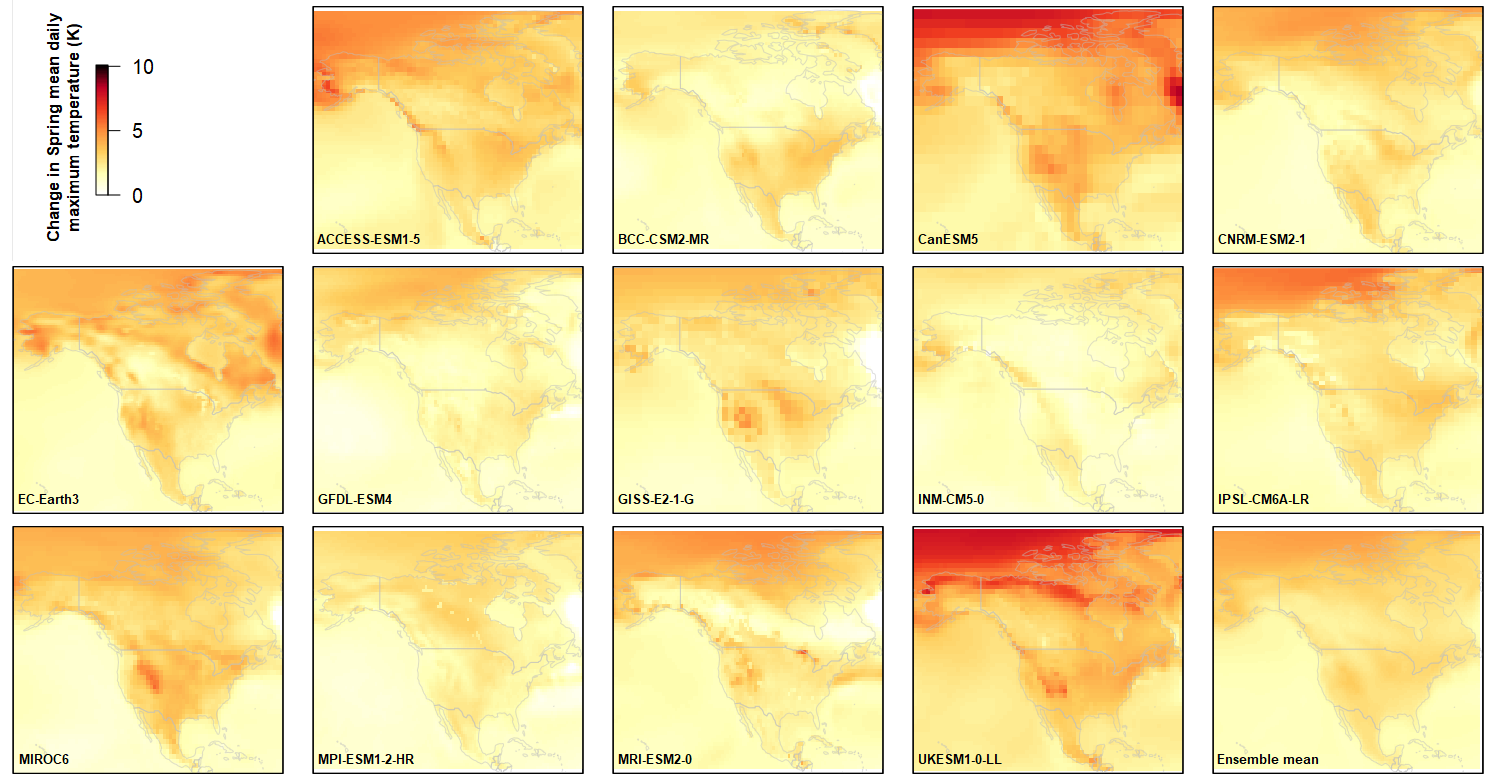 Change in Spring mean daily
maximum temperature (K)
10
5
0
ACCESS-ESM1-5
BCC-CSM2-MR
CanESM5
CNRM-ESM2-1
EC-Earth3
GFDL-ESM4
GISS-E2-1-G
INM-CM5-0
IPSL-CM6A-LR
MIROC6
MPI-ESM1-2-HR
MRI-ESM2-0
UKESM1-0-LL
Ensemble mean